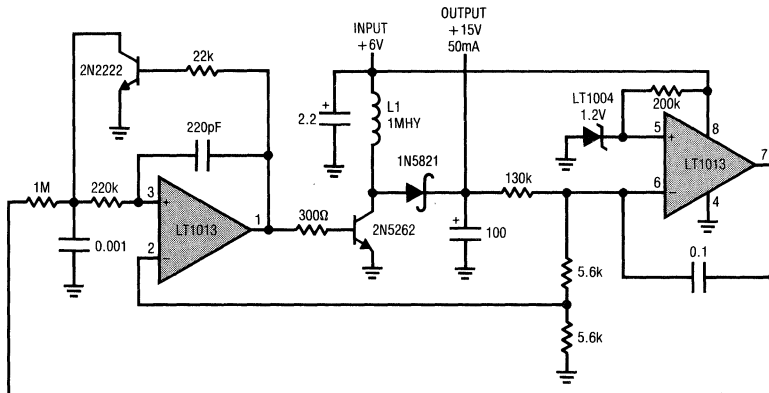 INPUT
+6V
OUTPUT
+15V
50mA
2N2222
22k
L1
1MHY
2.2
+
LT1004
1.2V
200k
8
5
+
LT1013
7
6
−
4
220pF
1N5821
130k
1M
220k
3
+
LT1013
1
2
−
300Ω
2N5262
+
100
0.001
5.6k
0.1
5.6k